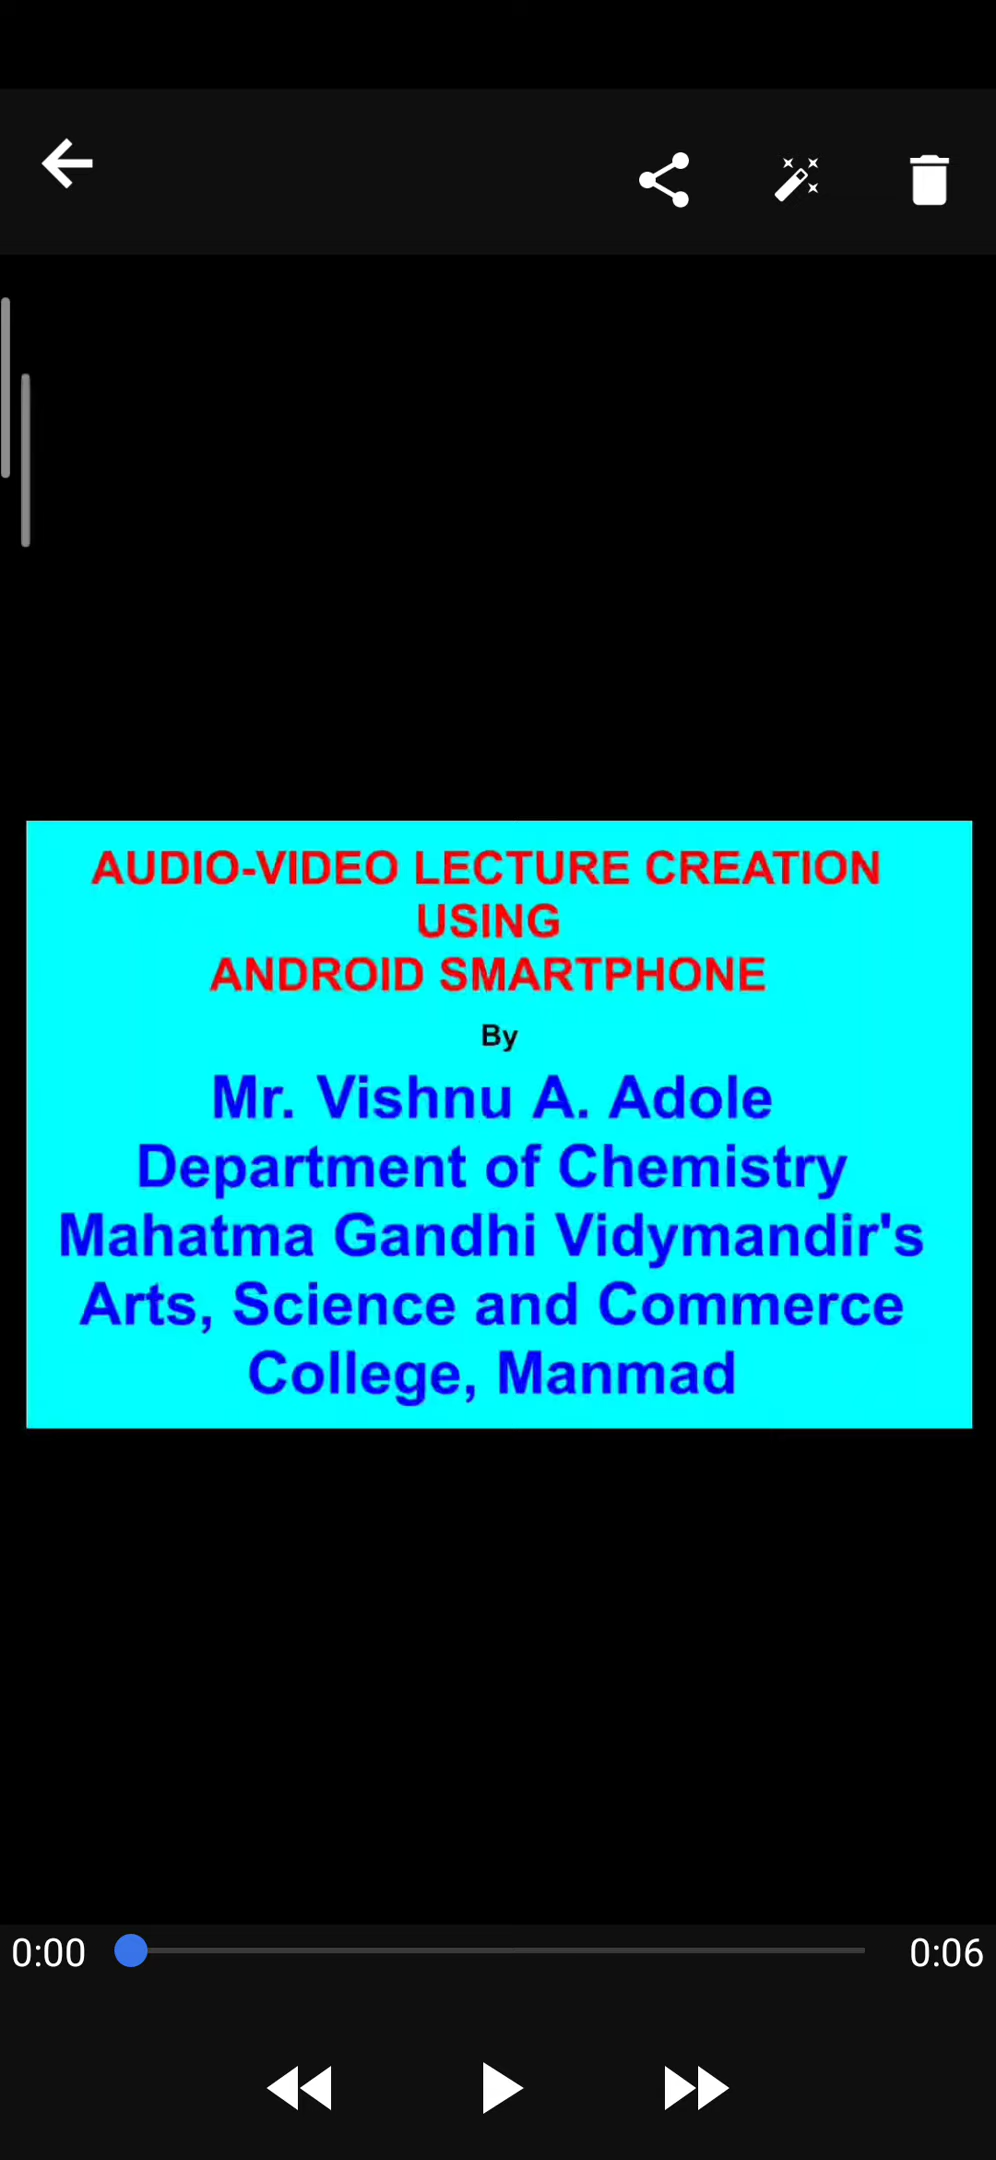 AUDIO-VIDEO LECTURE CREATION
USING
ANDROID SMARTPHONE
By
Mr. Vishnu A. Adole
Department of Chemistry
Mahatma Gandhi Vidymandir's
Arts, Science and Commerce
College, Manmad
0:00 0:06